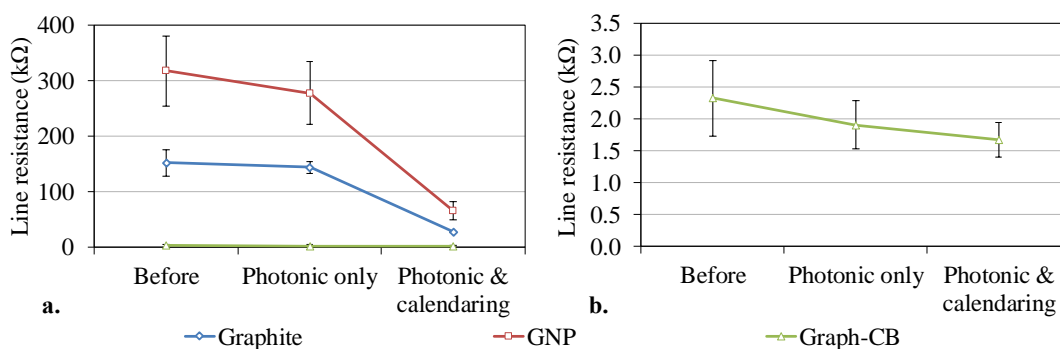 Line resistance (kΩ)
400
300
200
100
0
Before
Photonic only
Photonic &
calendaring
a.
Line resistance (kΩ)
3.5
3.0
2.5
2.0
1.5
1.0
0.5
0.0
Before
Photonic only
Photonic &
calendaring
b.
Graphite
GNP
Graph-CB